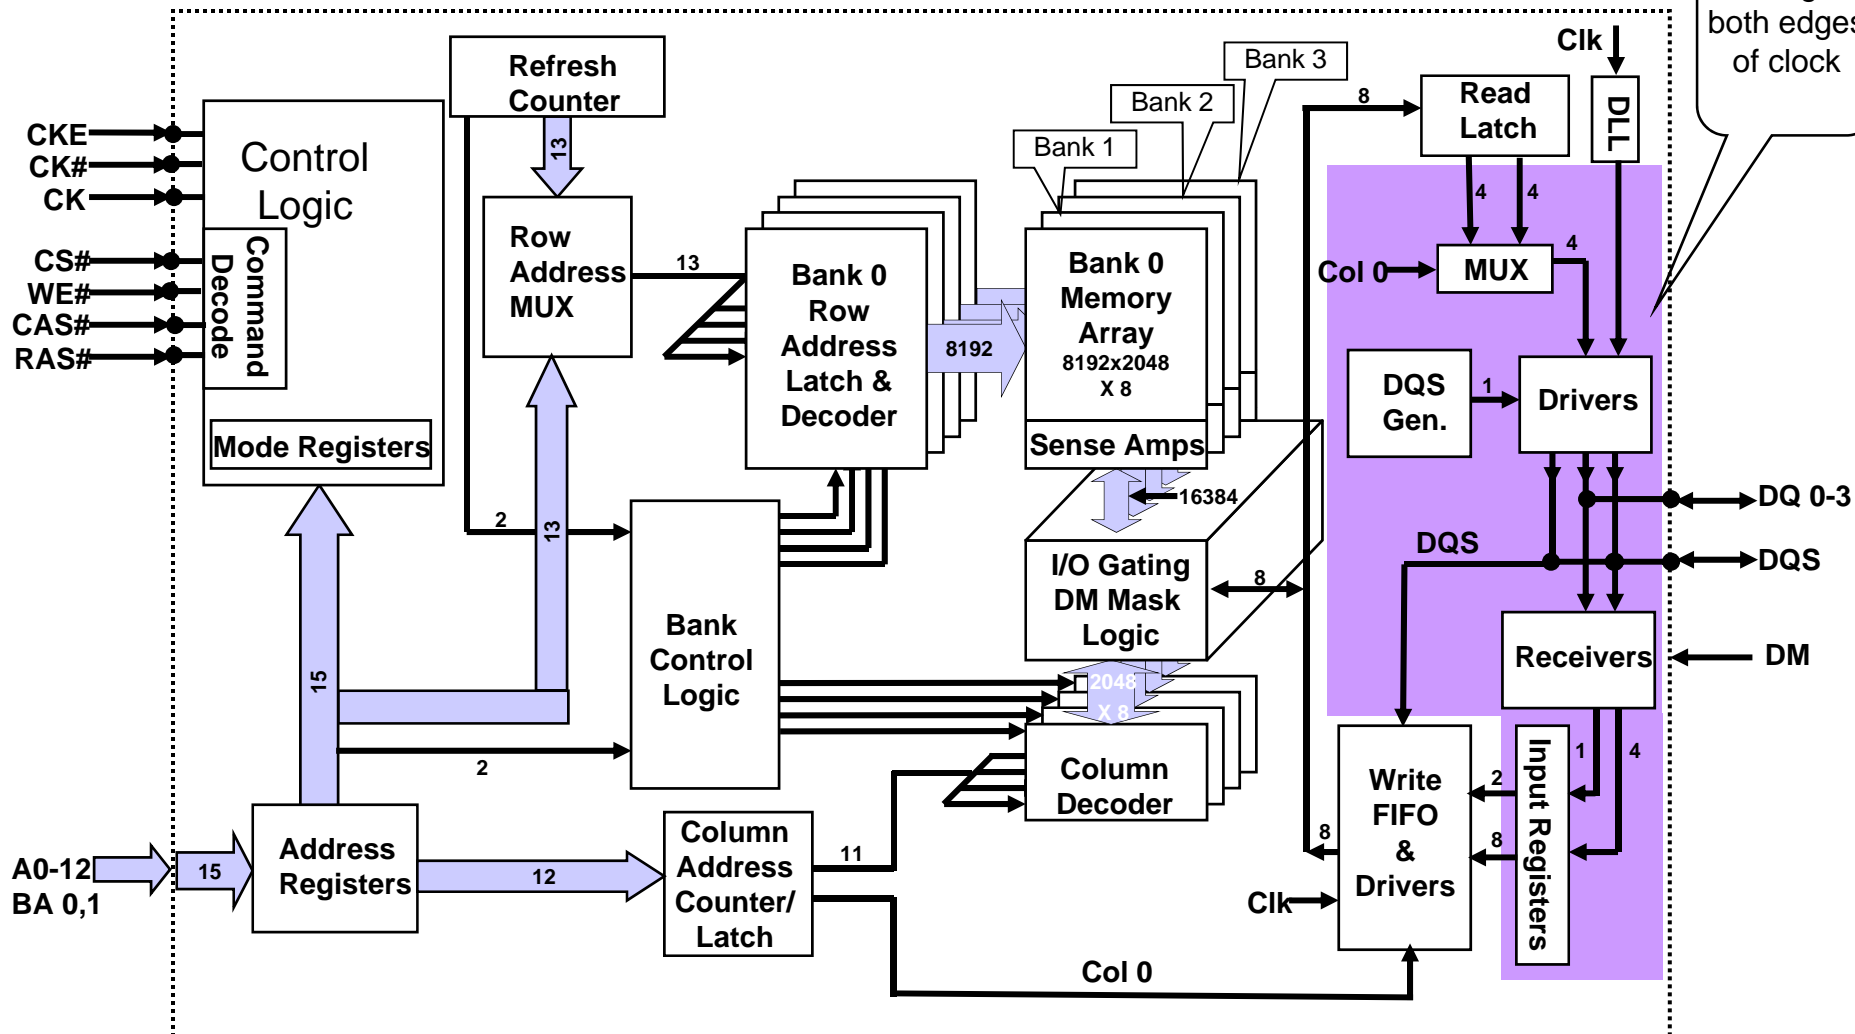 both edges
of clock
Clk
Bank 3
Refresh
Counter
Bank 2
Read
Latch
8
DLL
CKE
CK#
CK
Control
Logic
13
Bank 1
4
4
CS#
WE#
CAS#
RAS#
Command
Decode
Row
Address
MUX
13
Bank 0
Row
Address
Latch &
Decoder
8192
Bank 0
Memory
Array
8192x2048
X 8
Sense Amps
Col 0
MUX
4
DQS
Gen.
1
Drivers
Mode Registers
16384
DQ 0-3
2
13
DQS
DQS
I/O Gating
DM Mask
Logic
8
Bank
Control
Logic
Receivers
DM
15
2048
X 8
2
Column
Decoder
Write
FIFO
&
Drivers
2
8
Input Registers
1
4
8
A0-12
BA 0,1
15
Address
Registers
12
Column
Address
Counter/
Latch
11
Clk
Col 0